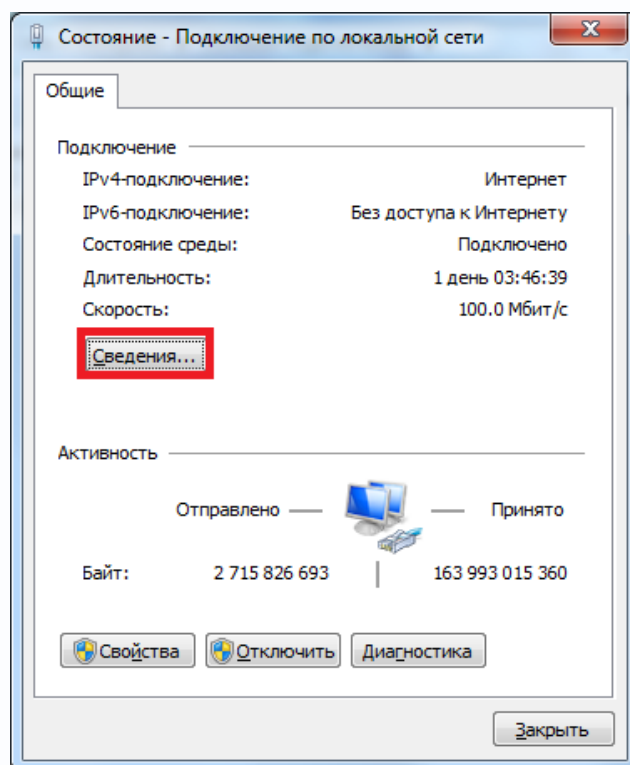 Состояние - Подключение по локальной сети
Общие
Подключение
IPv4-подключение: Интернет
IPv6-подключение: Без доступа к Интернету
Состояние среды: Подключено
Длительность: 1 день 03:46:39
Скорость: 100.0 Мбит/с
Сведения...
Активность
Отправлено — — Принято
Байт: 2 715 826 693 | 163 993 015 360
Свойства Отключить Диагностика
Закрыть